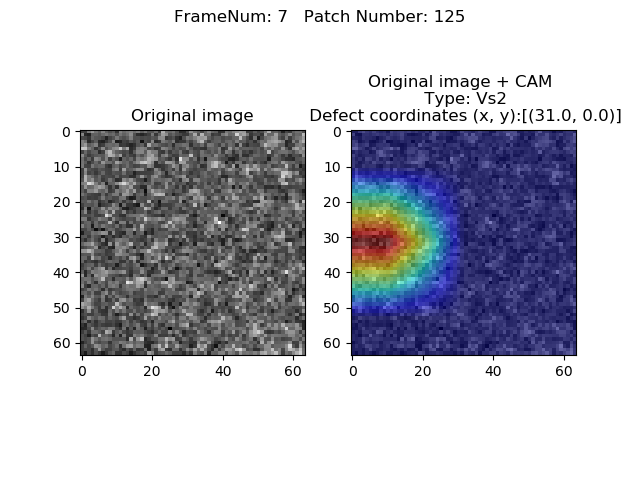 FrameNum: 7   Patch Number: 125
Original image
Original image + CAM
Type: Vs2
Defect coordinates (x, y):[(31.0, 0.0)]
0
10
20
30
40
50
60
0 20 40 60
0
10
20
30
40
50
60
0 20 40 60